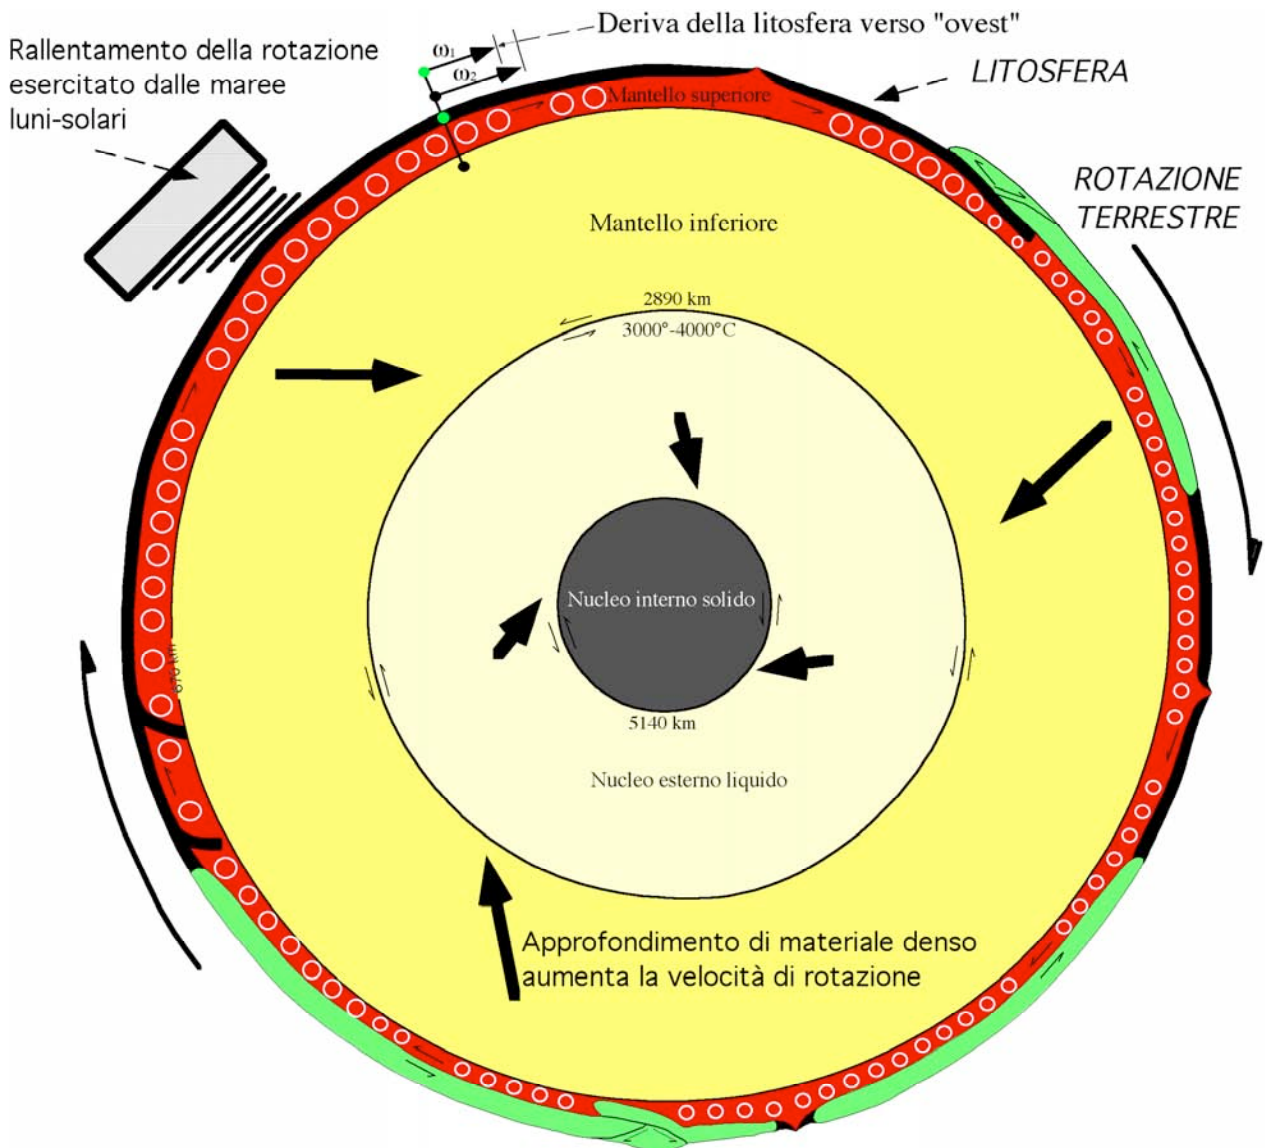 Deriva della litosfera verso "ovest"
Rallentamento della rotazione
esercitato dalle maree
luni-solari
ω1
ω2
LITOSFERA
Mantello superiore
ROTAZIONE
TERRESTRE
Mantello inferiore
2890 km
3000°-4000°C
Nucleo interno solido
670 km
5140 km
Nucleo esterno liquido
Approfondimento di materiale denso
aumenta la velocità di rotazione